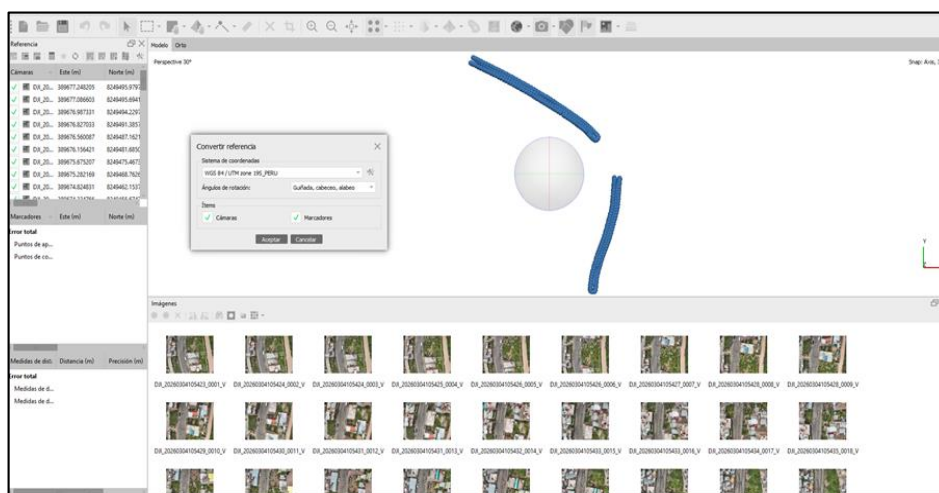 Referencia
Modelo Orto
Perspective 30°
Snap: Axis, 3
Cámaras Este (m) Norte (m)
DJI_20... 389677.248205 8249495.9797
DJI_20... 389677.086603 8249495.6941
DJI_20... 389676.987331 8249494.2297
DJI_20... 389676.827033 8249491.3857
DJI_20... 389676.560087 8249487.1621
DJI_20... 389676.156421 8249481.6850
DJI_20... 389675.675207 8249475.4673
DJI_20... 389675.282169 8249468.7626
DJI_20... 389674.824831 8249462.1537
Convertir referencia
Sistema de coordenadas
WGS 84 / UTM zone 19S_PERU
Ángulos de rotación: Guiñada, cabeceo, alabeo
Ítems
Cámaras Marcadores
Aceptar Cancelar
Marcadores Este (m) Norte (m)
Error total
Puntos de ap...
Puntos de co...
Y
Imágenes
Medidas de dist: Distancia (m) Precisión (m)
Error total
Medidas de d...
Medidas de d...
DJI_20260304105423_0001_V DJI_20260304105424_0002_V DJI_20260304105424_0003_V DJI_20260304105425_0004_V DJI_20260304105426_0005_V DJI_20260304105426_0006_V DJI_20260304105427_0007_V DJI_20260304105428_0008_V DJI_20260304105428_0009_V
DJI_20260304105429_0010_V DJI_20260304105430_0011_V DJI_20260304105431_0012_V DJI_20260304105431_0013_V DJI_20260304105432_0014_V DJI_20260304105433_0015_V DJI_20260304105433_0016_V DJI_20260304105434_0017_V DJI_20260304105435_0018_V